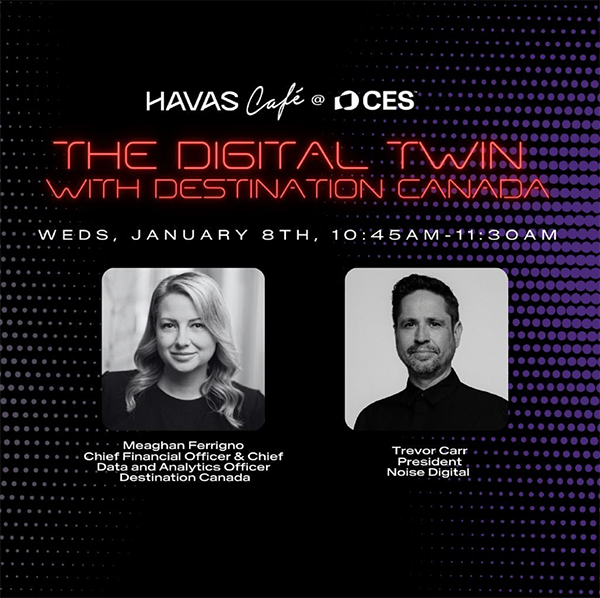 HAVAS Café @ CES
THE DIGITAL TWIN
WITH DESTINATION CANADA
WEDS, JANUARY 8TH, 10:45AM-11:30AM
Meaghan Ferrigno
Chief Financial Officer & Chief
Data and Analytics Officer
Destination Canada
Trevor Carr
President
Noise Digital